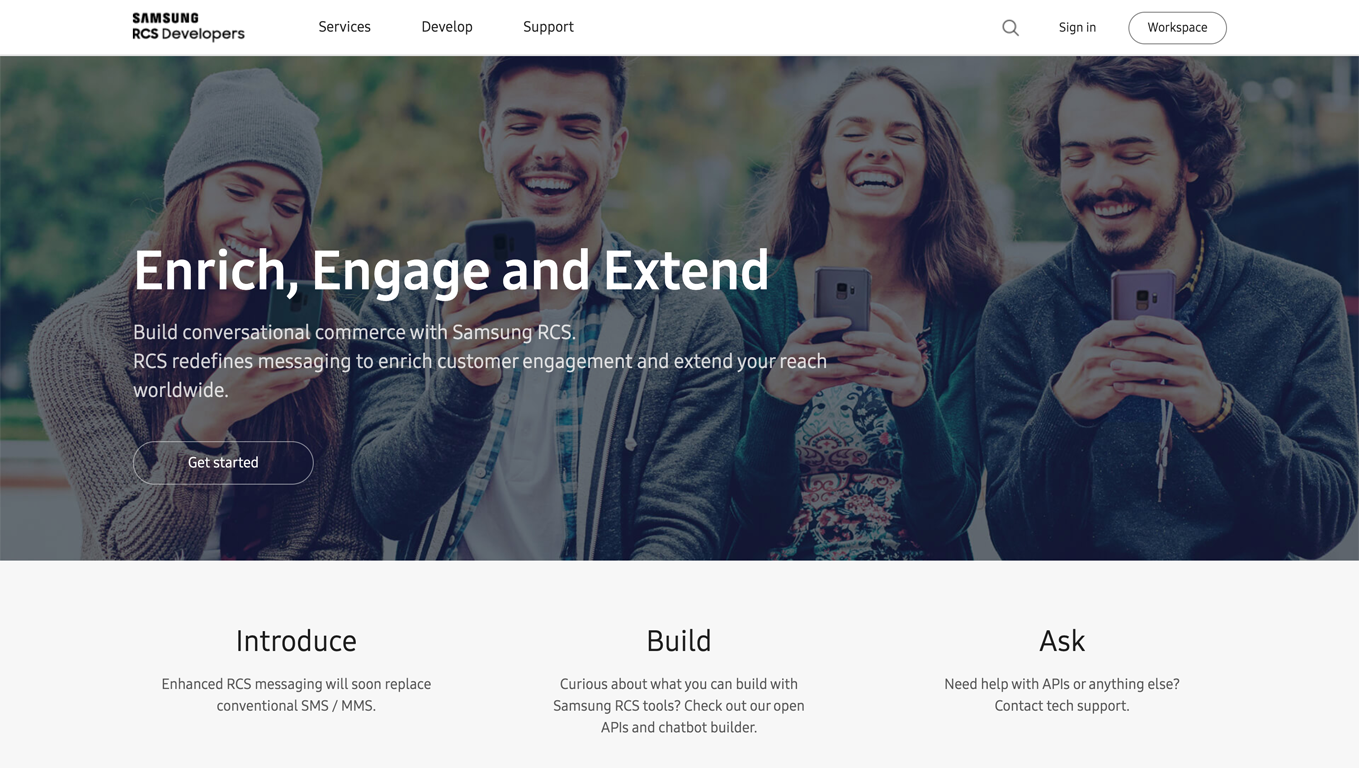 SAMSUNG
RCS Developers
Services
Develop
Support
Sign in
Workspace
Enrich, Engage and Extend
Build conversational commerce with Samsung RCS.
RCS redefines messaging to enrich customer engagement and extend your reach
worldwide.
Get started
Introduce
Enhanced RCS messaging will soon replace
conventional SMS / MMS.
Build
Curious about what you can build with
Samsung RCS tools? Check out our open
APIs and chatbot builder.
Ask
Need help with APIs or anything else?
Contact tech support.